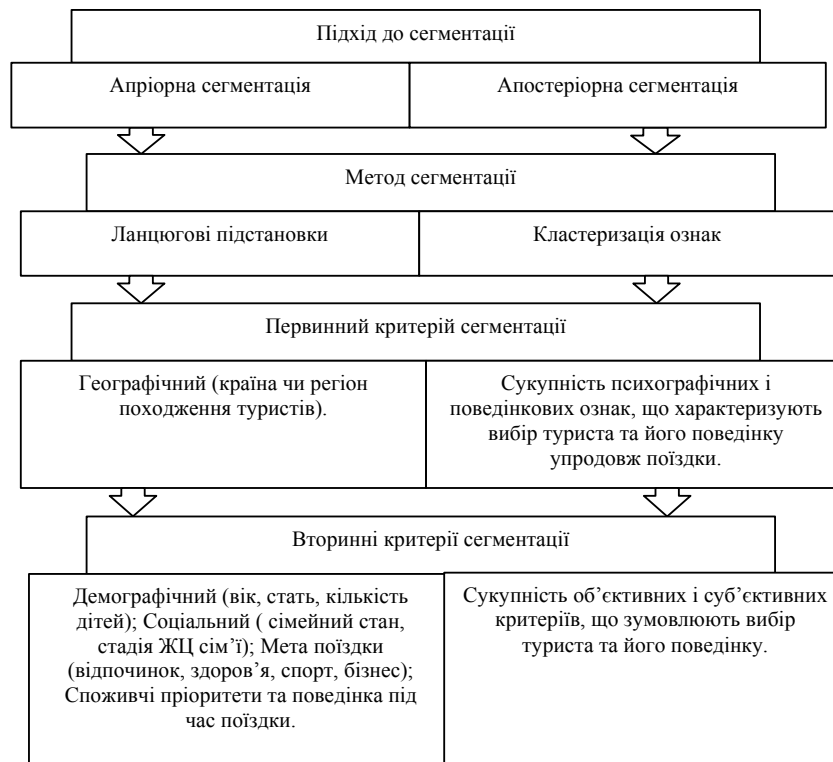 Підхід до сегментації
Апріорна сегментація
Апостеріорна сегментація
Метод сегментації
Ланцюгові підстановки
Кластеризація ознак
Первинний критерій сегментації
Географічний (країна чи регіон
походження туристів).
Сукупність психографічних і
поведінкових ознак, що характеризують
вибір туриста та його поведінку
упродовж поїздки.
Вторинні критерії сегментації
Демографічний (вік, стать, кількість
дітей); Соціальний ( сімейний стан,
стадія ЖЦ сім’ї); Мета поїздки
(відпочинок, здоров’я, спорт, бізнес);
Споживчі пріоритети та поведінка під
час поїздки.
Сукупність об’єктивних і суб’єктивних
критеріїв, що зумовлюють вибір
туриста та його поведінку.